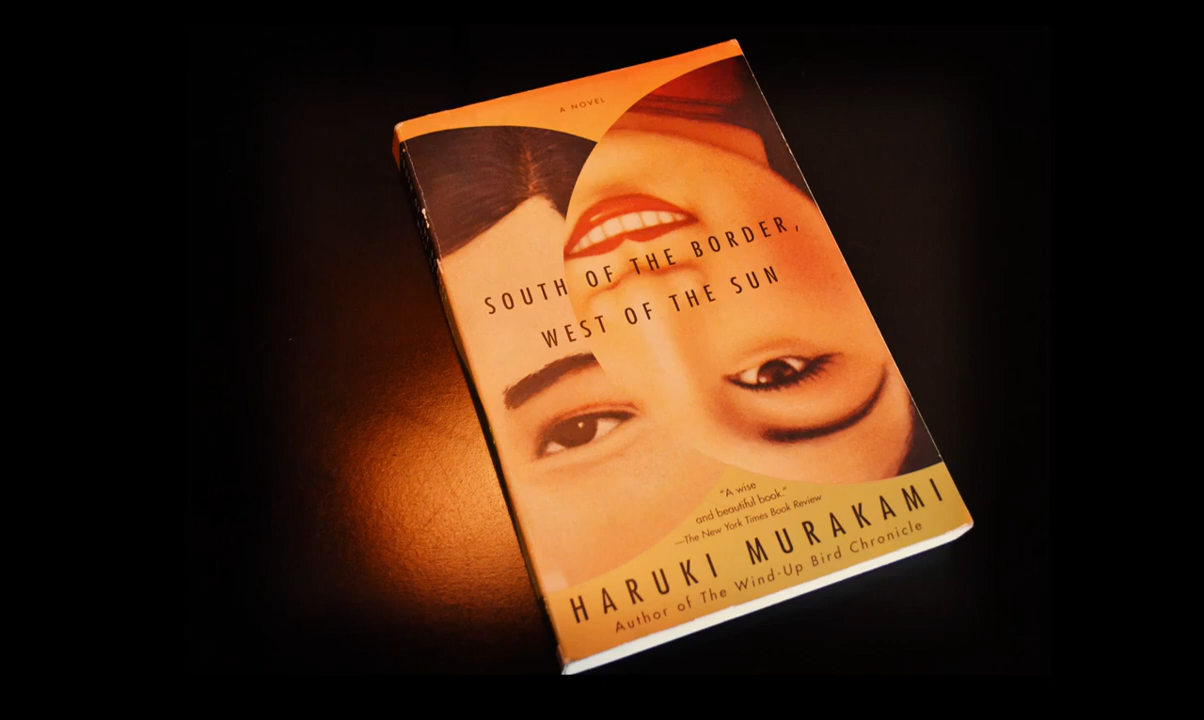 A NOVEL
SOUTH OF THE BORDER,
WEST OF THE SUN
“A wise
and beautiful book.”
—The New York Times Book Review
HARUKI MURAKAMI
Author of The Wind-Up Bird Chronicle